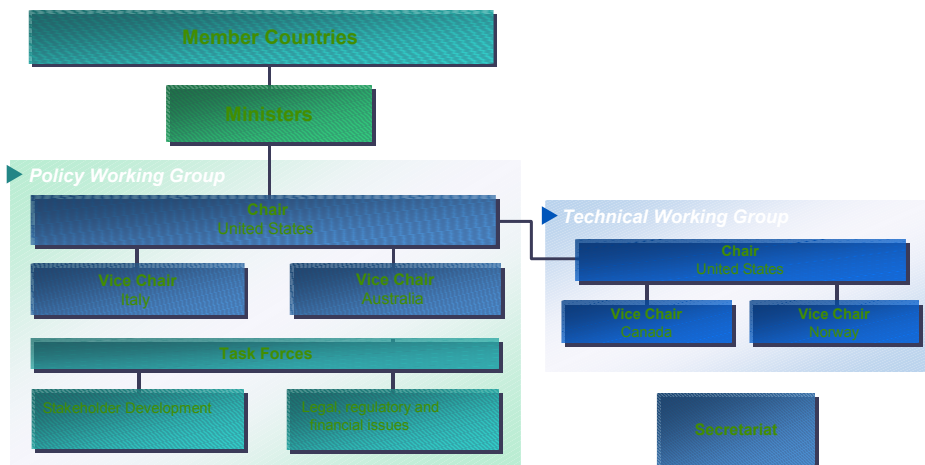 Member Countries
Ministers
Policy Working Group
Chair
United States
Vice Chair
Italy
Vice Chair
Australia
Task Forces
Stakeholder Development
Legal, regulatory and
financial issues
Technical Working Group
Chair
United States
Vice Chair
Canada
Vice Chair
Norway
Secretariat